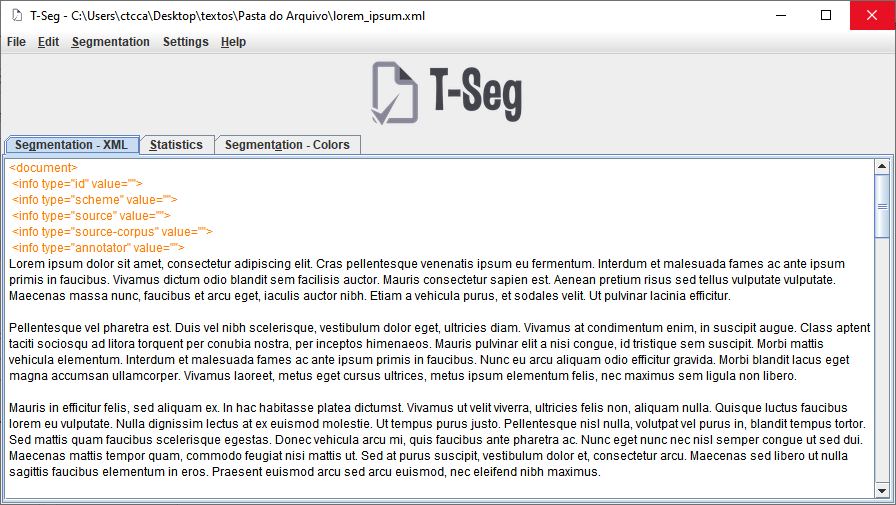 T-Seg - C:\Users\ctcca\Desktop\textos\Pasta do Arquivo\lorem_ipsum.xml
File Edit Segmentation Settings Help
T-Seg
Segmentation - XML Statistics Segmentation - Colors
<document>
<info type="id" value="">
<info type="scheme" value="">
<info type="source" value="">
<info type="source-corpus" value="">
<info type="annotator" value="">
Lorem ipsum dolor sit amet, consectetur adipiscing elit. Cras pellentesque venenatis ipsum eu fermentum. Interdum et malesuada fames ac ante ipsum
primis in faucibus. Vivamus dictum odio blandit sem facilisis auctor. Mauris consectetur sapien est. Aenean pretium risus sed tellus vulputate vulputate.
Maecenas massa nunc, faucibus et arcu eget, iaculis auctor nibh. Etiam a vehicula purus, et sodales velit. Ut pulvinar lacinia efficitur.
Pellentesque vel pharetra est. Duis vel nibh scelerisque, vestibulum dolor eget, ultricies diam. Vivamus at condimentum enim, in suscipit augue. Class aptent
taciti sociosqu ad litora torquent per conubia nostra, per inceptos himenaeos. Mauris pulvinar elit a nisi congue, id tristique sem suscipit. Morbi mattis
vehicula elementum. Interdum et malesuada fames ac ante ipsum primis in faucibus. Nunc eu arcu aliquam odio efficitur gravida. Morbi blandit lacus eget
magna accumsan ullamcorper. Vivamus laoreet, metus eget cursus ultrices, metus ipsum elementum felis, nec maximus sem ligula non libero.
Mauris in efficitur felis, sed aliquam ex. In hac habitasse platea dictumst. Vivamus ut velit viverra, ultricies felis non, aliquam nulla. Quisque luctus faucibus
lorem eu vulputate. Nulla dignissim lectus at ex euismod molestie. Ut tempus purus justo. Pellentesque nisl nulla, volutpat vel purus in, blandit tempus tortor.
Sed mattis quam faucibus scelerisque egestas. Donec vehicula arcu mi, quis faucibus ante pharetra ac. Nunc eget nunc nec nisl semper congue ut sed dui.
Maecenas mattis tempor quam, commodo feugiat nisi mattis ut. Sed at purus suscipit, vestibulum dolor et, consectetur arcu. Maecenas sed libero ut nulla
sagittis faucibus elementum in eros. Praesent euismod arcu sed arcu euismod, nec eleifend nibh maximus.